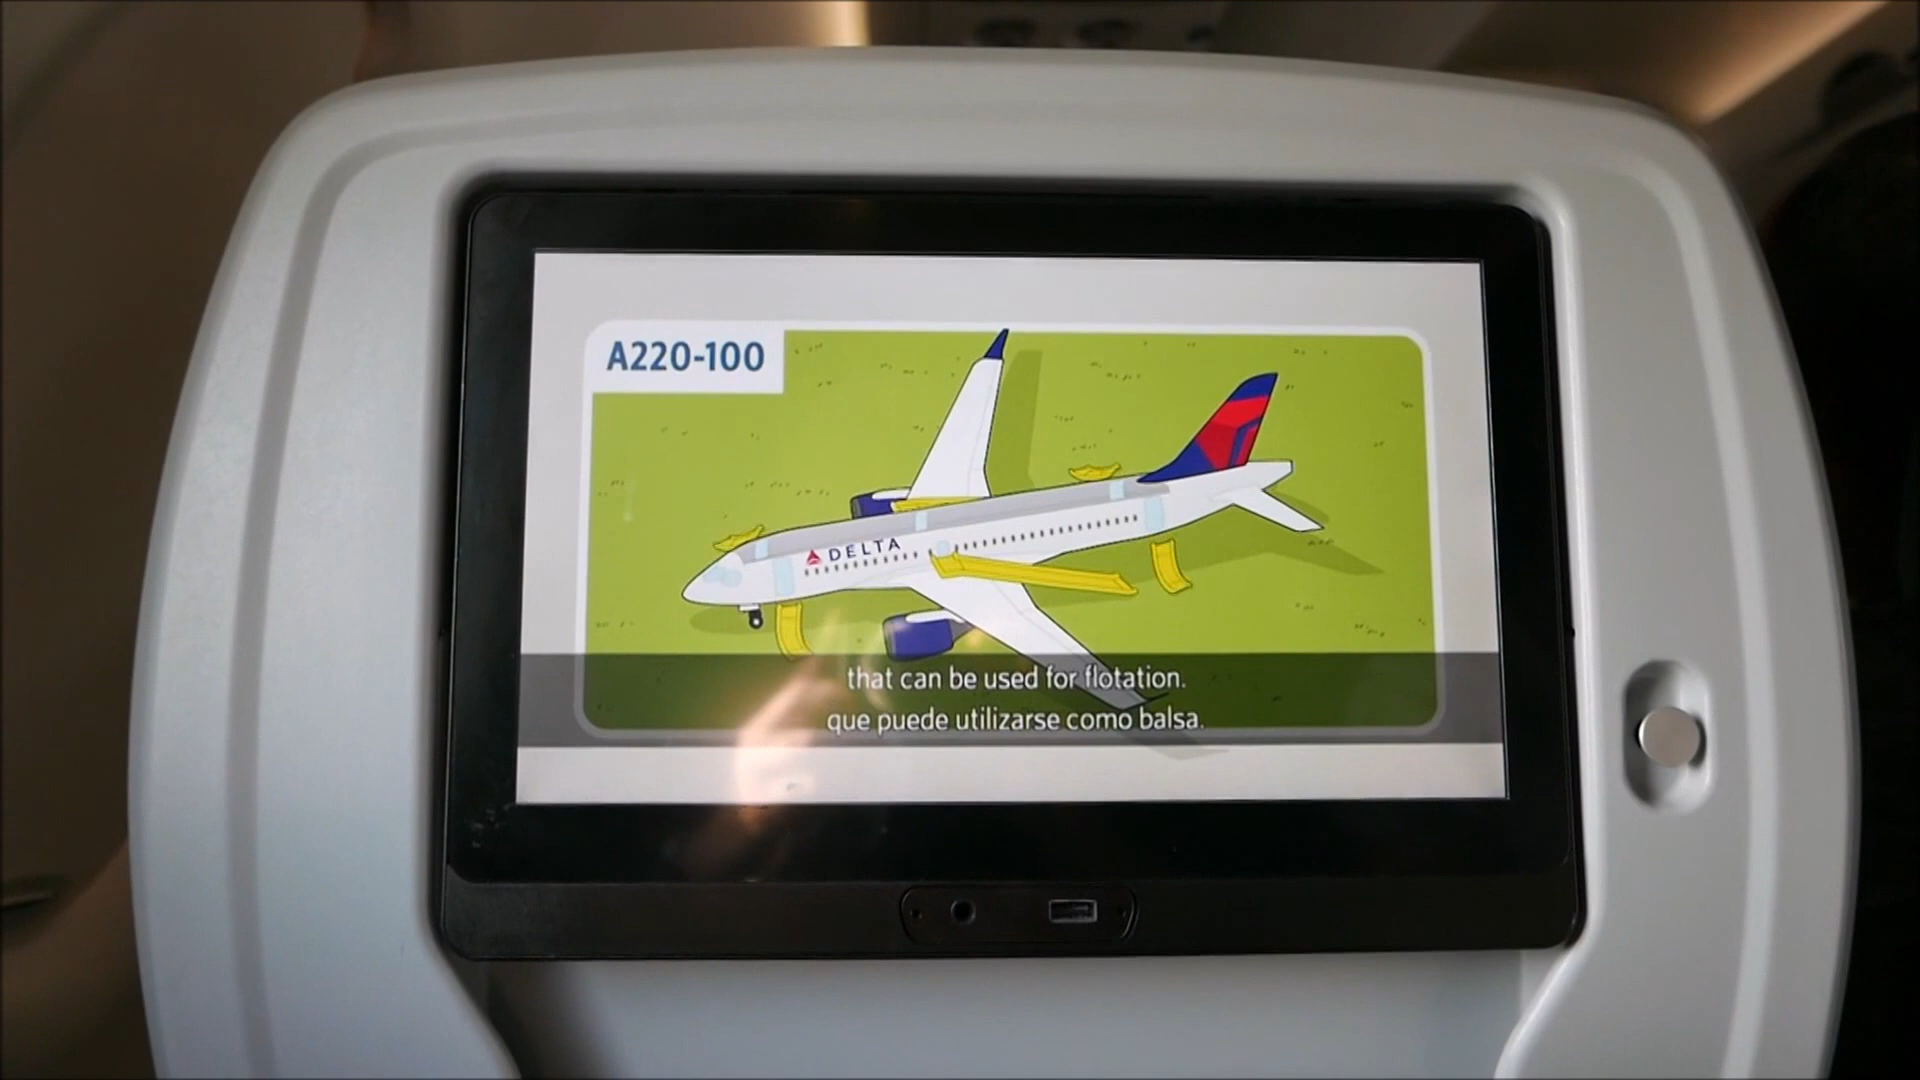 A220-100
DELTA
that can be used for flotation.
que puede utilizarse como balsa.